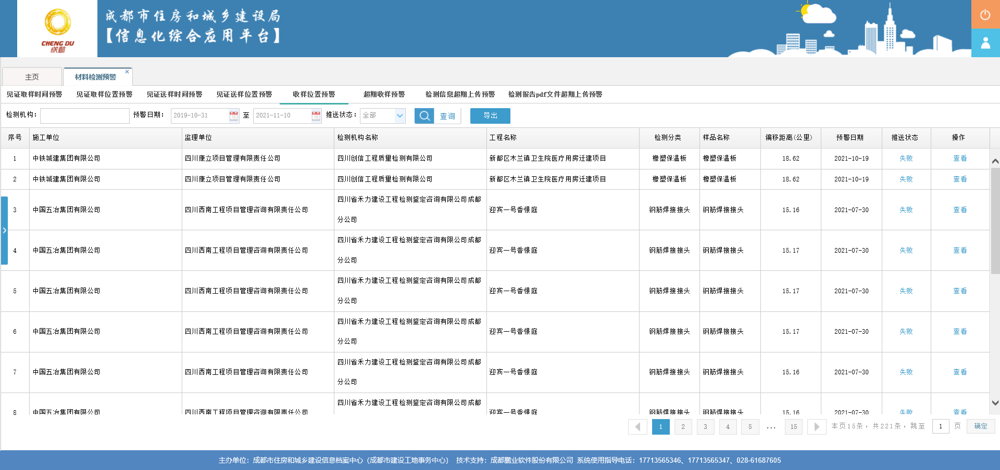 成都市住房和城乡建设局
【信息化综合应用平台】
CHENG DU
成都
主页 材料检测预警 ×
见证取样时间预警 见证取样位置预警 见证送样时间预警 见证送样位置预警 收样位置预警 超期收样预警 检测信息超期上传预警 检测报告pdf文件超期上传预警
检测机构： 预警日期： 2019-10-31 至 2021-11-10 推送状态： 全部 查询 导出
序号 施工单位 监理单位 检测机构名称 工程名称 检测分类 样品名称 偏移距离(公里) 预警日期 推送状态 操作
1 中铁城建集团有限公司 四川康立项目管理有限责任公司 四川创信工程质量检测有限公司 新都区木兰镇卫生院医疗用房迁建项目 橡塑保温板 橡塑保温板 18.62 2021-10-19 失败 查看
2 中铁城建集团有限公司 四川康立项目管理有限责任公司 四川创信工程质量检测有限公司 新都区木兰镇卫生院医疗用房迁建项目 橡塑保温板 橡塑保温板 18.62 2021-10-19 失败 查看
四川省禾力建设工程检测鉴定咨询有限公司成都
3 中国五冶集团有限公司 四川西南工程项目管理咨询有限责任公司 迎宾一号香憬庭 钢筋焊接接头 钢筋焊接接头 15.16 2021-07-30 失败 查看
分公司
四川省禾力建设工程检测鉴定咨询有限公司成都
4 中国五冶集团有限公司 四川西南工程项目管理咨询有限责任公司 迎宾一号香憬庭 钢筋焊接接头 钢筋焊接接头 15.17 2021-07-30 失败 查看
分公司
四川省禾力建设工程检测鉴定咨询有限公司成都
5 中国五冶集团有限公司 四川西南工程项目管理咨询有限责任公司 迎宾一号香憬庭 钢筋焊接接头 钢筋焊接接头 15.17 2021-07-30 失败 查看
分公司
四川省禾力建设工程检测鉴定咨询有限公司成都
6 中国五冶集团有限公司 四川西南工程项目管理咨询有限责任公司 迎宾一号香憬庭 钢筋焊接接头 钢筋焊接接头 15.17 2021-07-30 失败 查看
分公司
四川省禾力建设工程检测鉴定咨询有限公司成都
7 中国五冶集团有限公司 四川西南工程项目管理咨询有限责任公司 迎宾一号香憬庭 钢筋焊接接头 钢筋焊接接头 15.16 2021-07-30 失败 查看
分公司
四川省禾力建设工程检测鉴定咨询有限公司成都
8 中国五冶集团有限公司 四川西南工程项目管理咨询有限责任公司 迎宾一号香憬庭 钢筋焊接接头 钢筋焊接接头 15.16 2021-07-30 失败 查看
1 2 3 4 5 ... 15 本页15条，共221条，跳至 1 页 确定
主办单位：成都市住房和城乡建设信息档案中心（成都市建设工地事务中心） 技术支持：成都鹏业软件股份有限公司 系统使用指导电话：17713565346、17713565347、028-61687605